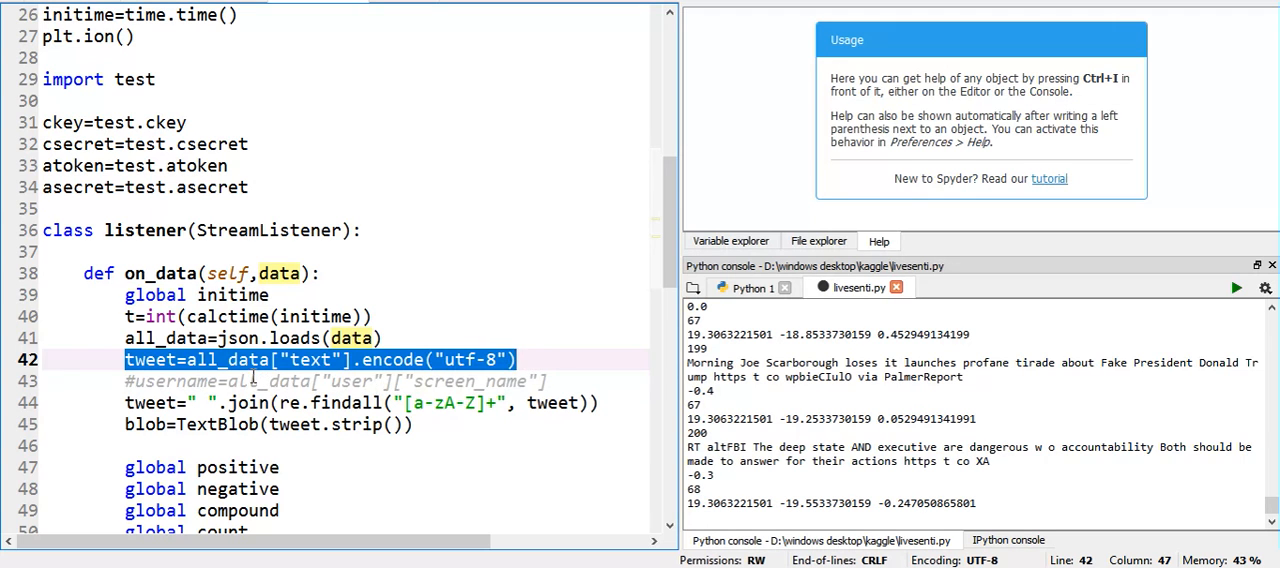 26 initime=time.time()
27 plt.ion()
28
29 import test
30
31 ckey=test.ckey
32 csecret=test.csecret
33 atoken=test.atoken
34 asecret=test.asecret
35
36 class listener(StreamListener):
37
38 def on_data(self,data):
39 global initime
40 t=int(calctime(initime))
41 all_data=json.loads(data)
42 tweet=all_data["text"].encode("utf-8")
43 #username=all_data["user"]["screen_name"]
44 tweet=" ".join(re.findall("[a-zA-Z]+", tweet))
45 blob=TextBlob(tweet.strip())
46
47 global positive
48 global negative
49 global compound
50 global count
Usage
Here you can get help of any object by pressing Ctrl+I in
front of it, either on the Editor or the Console.
Help can also be shown automatically after writing a left
parenthesis next to an object. You can activate this
behavior in Preferences > Help.
New to Spyder? Read our tutorial
Variable explorer File explorer Help
Python console - D:\windows desktop\kaggle\livesenti.py
Python 1 livesenti.py
0.0
67
19.3063221501 -18.8533730159 0.452949134199
199
Morning Joe Scarborough loses it launches profane tirade about Fake President Donald Tr
ump https t co wpbieCIulO via PalmerReport
-0.4
67
19.3063221501 -19.2533730159 0.0529491341991
200
RT altFBI The deep state AND executive are dangerous w o accountability Both should be
made to answer for their actions https t co XA
-0.3
68
19.3063221501 -19.5533730159 -0.247050865801
Python console - D:\windows desktop\kaggle\livesenti.py IPython console
Permissions: RW End-of-lines: CRLF Encoding: UTF-8 Line: 42 Column: 47 Memory: 43 %